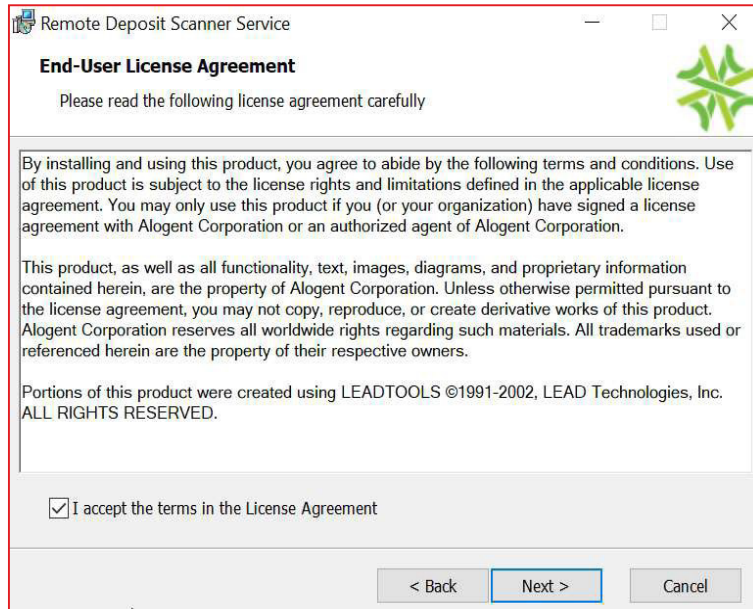 Remote Deposit Scanner Service
End-User License Agreement
Please read the following license agreement carefully
By installing and using this product, you agree to abide by the following terms and conditions. Use
of this product is subject to the license rights and limitations defined in the applicable license
agreement. You may only use this product if you (or your organization) have signed a license
agreement with Alogent Corporation or an authorized agent of Alogent Corporation.
This product, as well as all functionality, text, images, diagrams, and proprietary information
contained herein, are the property of Alogent Corporation. Unless otherwise permitted pursuant to
the license agreement, you may not copy, reproduce, or create derivative works of this product.
Alogent Corporation reserves all worldwide rights regarding such materials. All trademarks used or
referenced herein are the property of their respective owners.
Portions of this product were created using LEADTOOLS ©1991-2002, LEAD Technologies, Inc.
ALL RIGHTS RESERVED.
I accept the terms in the License Agreement
< Back Next > Cancel